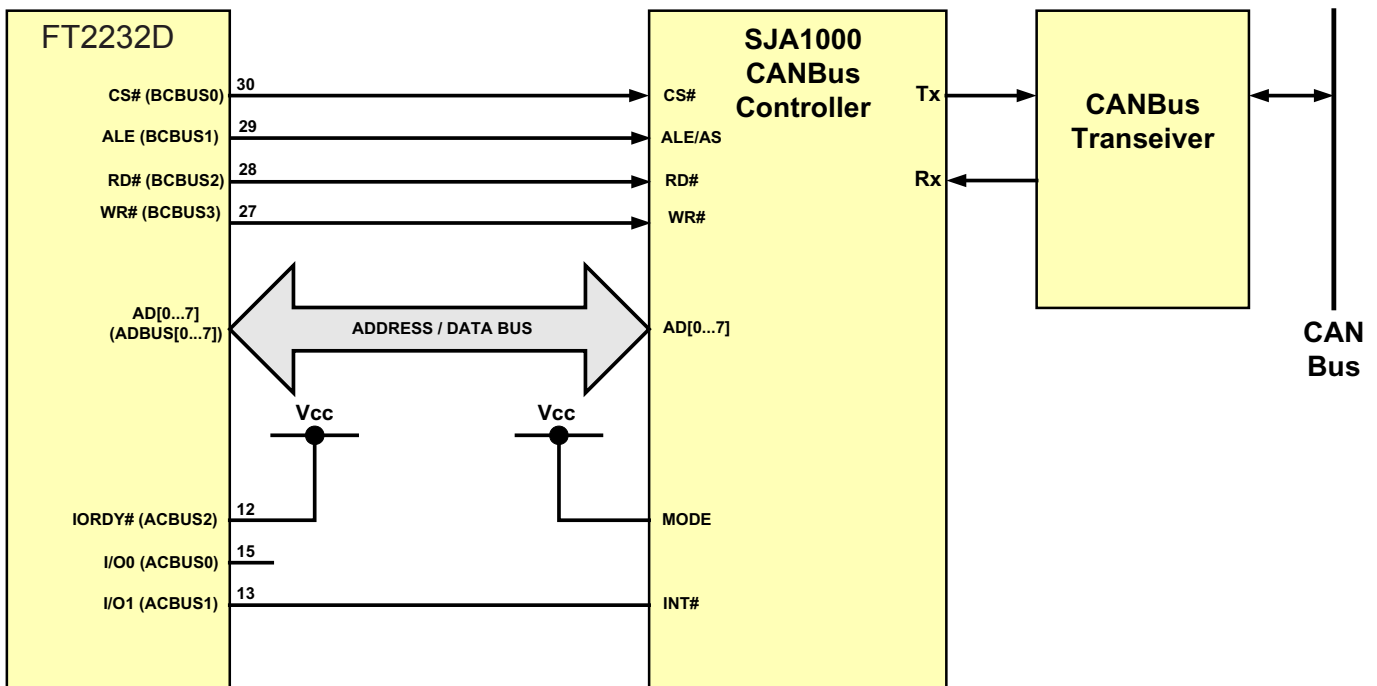 FT2232D
CS# (BCBUS0)
30
ALE (BCBUS1)
29
RD# (BCBUS2)
28
WR# (BCBUS3)
27
AD[0...7]
(ADBUS[0...7])
ADDRESS / DATA BUS
Vcc
Vcc
IORDY# (ACBUS2)
12
I/O0 (ACBUS0)
15
I/O1 (ACBUS1)
13
SJA1000
CANBus
Controller
CS#
ALE/AS
RD#
WR#
AD[0...7]
MODE
INT#
Tx
Rx
CANBus
Transeiver
CAN
Bus